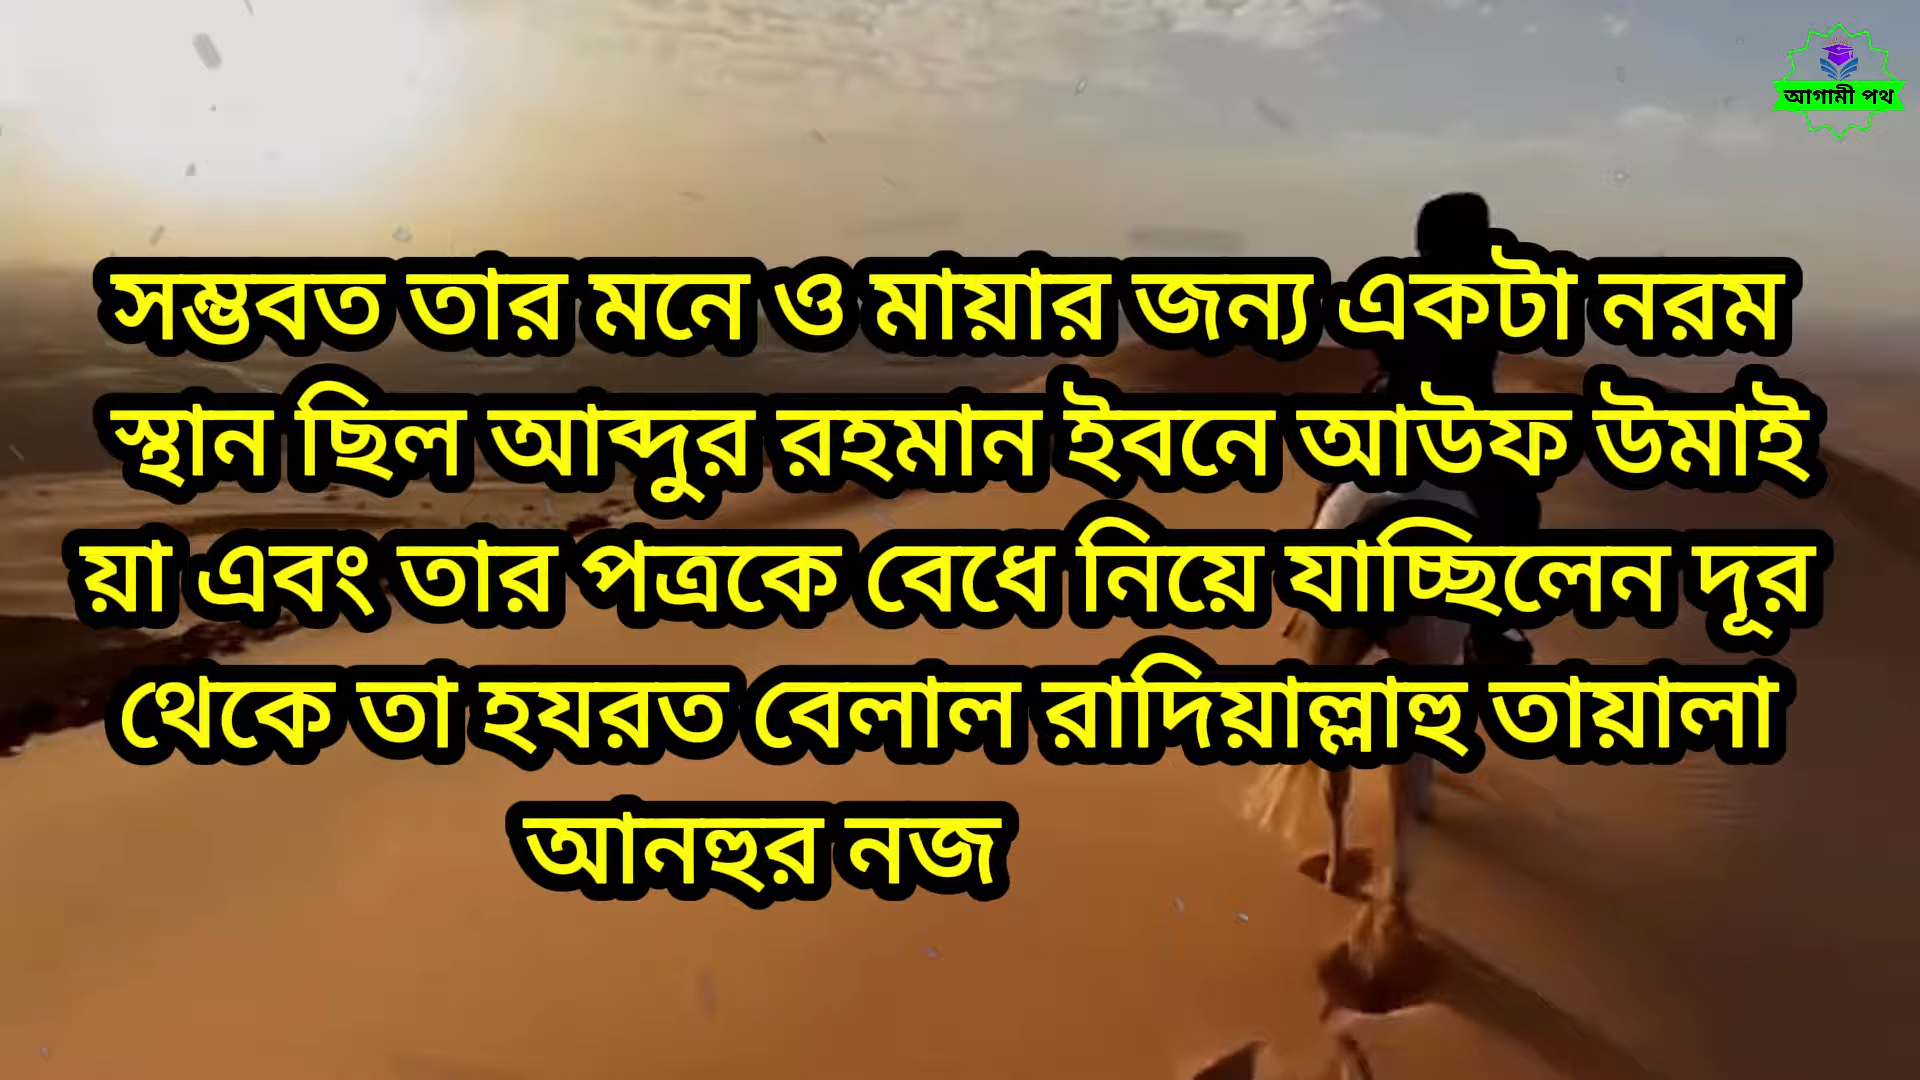 আগামী পথ
সম্ভবত তার মনে ও মায়ার জন্য একটা নরম
স্থান ছিল আব্দুর রহমান ইবনে আউফ উমাই
য়া এবং তার পত্রকে বেধে নিয়ে যাচ্ছিলেন দূর
থেকে তা হযরত বেলাল রাদিয়াল্লাহু তায়ালা
আনহুর নজ